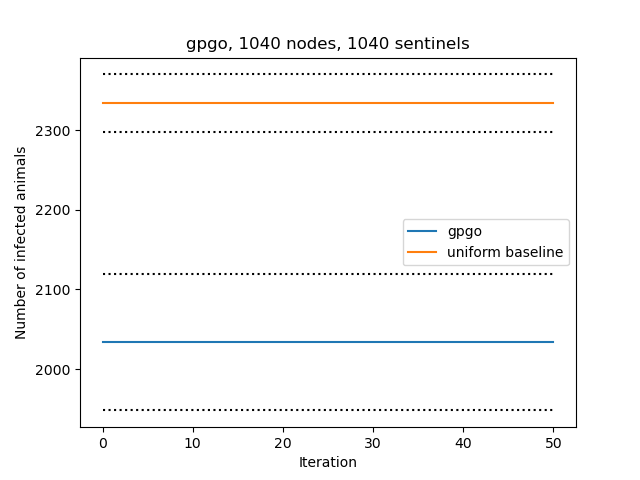 gpgo, 1040 nodes, 1040 sentinels
Number of infected animals
2300
2200
2100
2000
gpgo
uniform baseline
0 10 20 30 40 50
Iteration